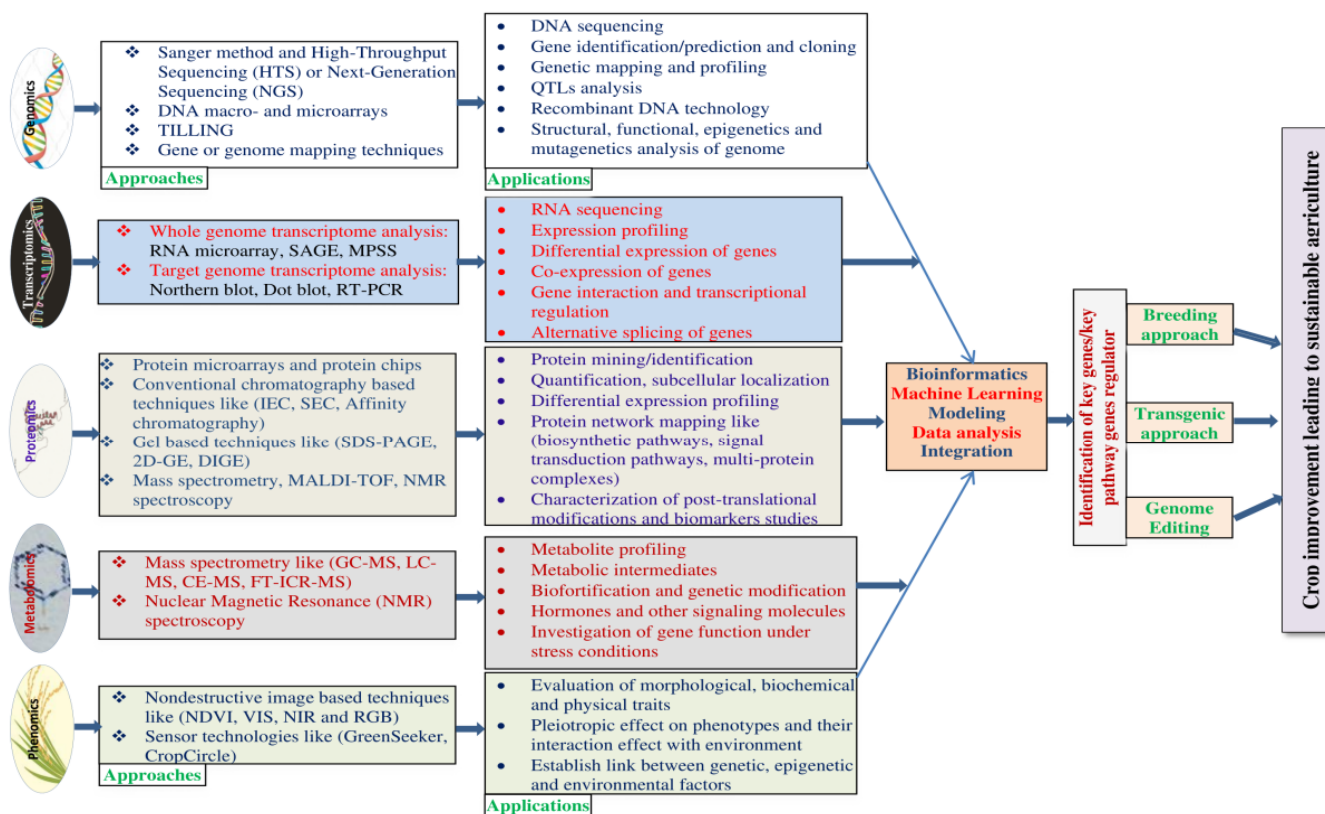 Genomics
❖ Sanger method and High-Throughput
Sequencing (HTS) or Next-Generation
Sequencing (NGS)
❖ DNA macro- and microarrays
❖ TILLING
❖ Gene or genome mapping techniques
Approaches
• DNA sequencing
• Gene identification/prediction and cloning
• Genetic mapping and profiling
• QTLs analysis
• Recombinant DNA technology
• Structural, functional, epigenetics and
mutagenetics analysis of genome
Applications
Transcriptomics
❖ Whole genome transcriptome analysis:
RNA microarray, SAGE, MPSS
❖ Target genome transcriptome analysis:
Northern blot, Dot blot, RT-PCR
• RNA sequencing
• Expression profiling
• Differential expression of genes
• Co-expression of genes
• Gene interaction and transcriptional
regulation
• Alternative splicing of genes
Proteomics
❖ Protein microarrays and protein chips
❖ Conventional chromatography based
techniques like (IEC, SEC, Affinity
chromatography)
❖ Gel based techniques like (SDS-PAGE,
2D-GE, DIGE)
❖ Mass spectrometry, MALDI-TOF, NMR
spectroscopy
• Protein mining/identification
• Quantification, subcellular localization
• Differential expression profiling
• Protein network mapping like
(biosynthetic pathways, signal
transduction pathways, multi-protein
complexes)
• Characterization of post-translational
modifications and biomarkers studies
Metabolomics
❖ Mass spectrometry like (GC-MS, LC-
MS, CE-MS, FT-ICR-MS)
❖ Nuclear Magnetic Resonance (NMR)
spectroscopy
• Metabolite profiling
• Metabolic intermediates
• Biofortification and genetic modification
• Hormones and other signaling molecules
• Investigation of gene function under
stress conditions
Phenomics
❖ Nondestructive image based techniques
like (NDVI, VIS, NIR and RGB)
❖ Sensor technologies like (GreenSeeker,
CropCircle)
Approaches
• Evaluation of morphological, biochemical
and physical traits
• Pleiotropic effect on phenotypes and their
interaction effect with environment
• Establish link between genetic, epigenetic
and environmental factors
Applications
Bioinformatics
Machine Learning
Modeling
Data analysis
Integration
Identification of key genes/key
pathway genes regulator
Breeding
approach
Transgenic
approach
Genome
Editing
Crop improvement leading to sustainable agriculture